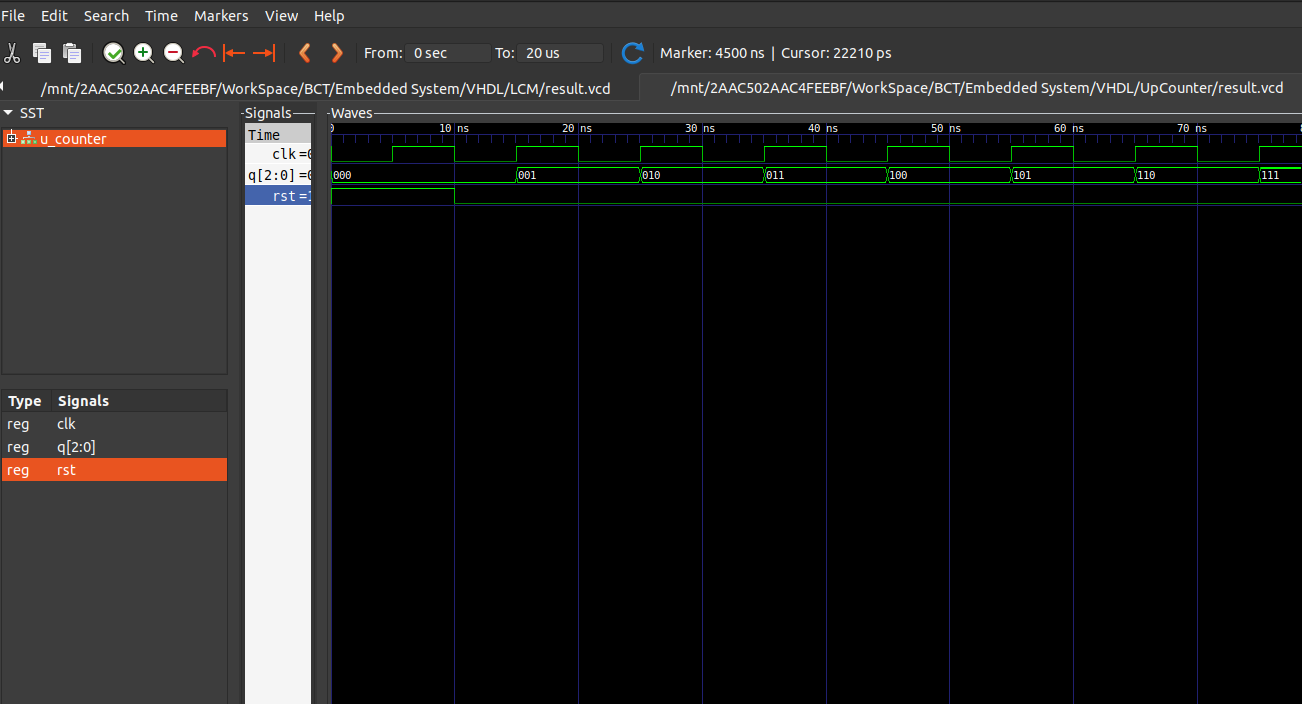 File Edit Search Time Markers View Help
From: 0 sec To: 20 us Marker: 4500 ns | Cursor: 22210 ps
/mnt/2AAC502AAC4FEEBF/WorkSpace/BCT/Embedded System/VHDL/LCM/result.vcd /mnt/2AAC502AAC4FEEBF/WorkSpace/BCT/Embedded System/VHDL/UpCounter/result.vcd
SST
u_counter
Type Signals
reg clk
reg q[2:0]
reg rst
Signals
Time
clk=0
q[2:0]=0
rst=1
Waves
0 10 ns 20 ns 30 ns 40 ns 50 ns 60 ns 70 ns
000 001 010 011 100 101 110 111